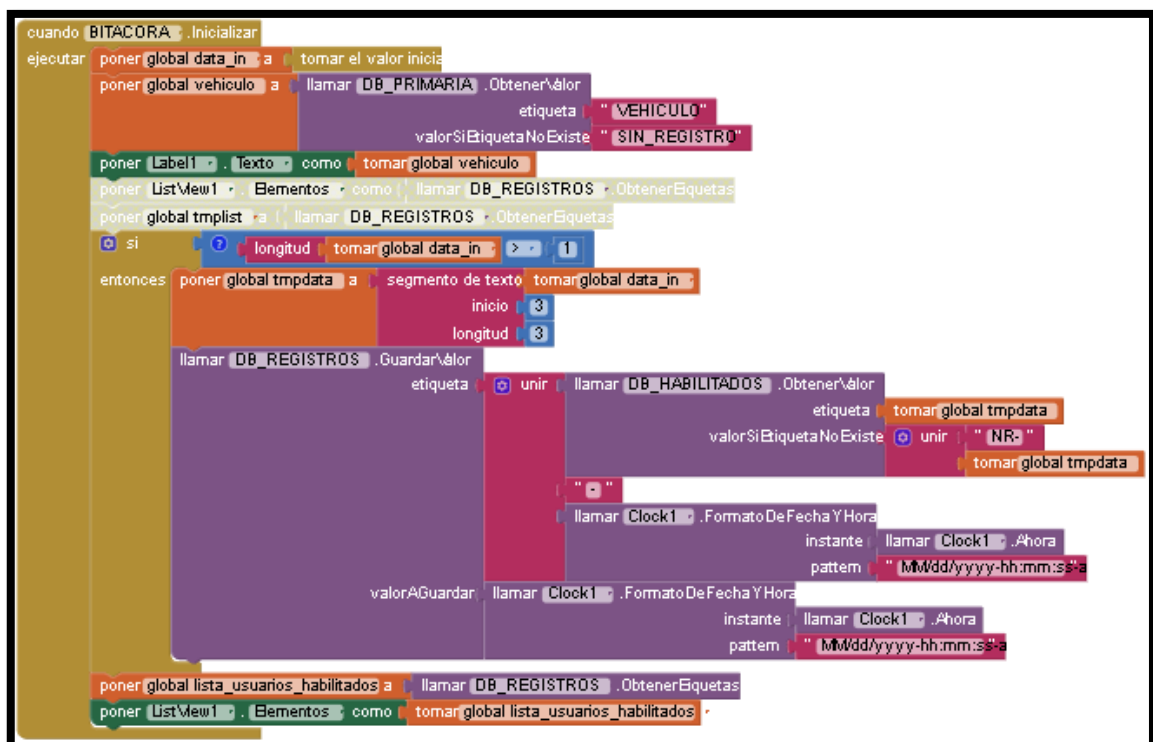 cuando BITACORA .Inicializar
ejecutar poner global data_in a tomar el valor inicia
poner global vehiculo a llamar DB_PRIMARIA .ObtenerValor
etiqueta " VEHICULO "
valorSiEtiquetaNoExiste " SIN_REGISTRO "
poner Label1 . Texto como tomar global vehiculo
poner ListView1 . Elementos como llamar DB_REGISTROS .ObtenerEtiquetas
poner global tmplist a llamar DB_REGISTROS .ObtenerEtiquetas
si ? longitud tomar global data_in > 1
entonces poner global tmpdata a segmento de texto tomar global data_in
inicio 3
longitud 3
llamar DB_REGISTROS .GuardarValor
etiqueta unir llamar DB_HABILITADOS .ObtenerValor
etiqueta tomar global tmpdata
valorSiEtiquetaNoExiste unir " NR- "
tomar global tmpdata
" - "
llamar Clock1 .FormatoDeFechaYHora
instante llamar Clock1 .Ahora
pattern " MM/dd/yyyy-hh:mm:ss-a
valorAGuardar llamar Clock1 .FormatoDeFechaYHora
instante llamar Clock1 .Ahora
pattern " MM/dd/yyyy-hh:mm:ss-a
poner global lista_usuarios_habilitados a llamar DB_REGISTROS .ObtenerEtiquetas
poner ListView1 . Elementos como tomar global lista_usuarios_habilitados